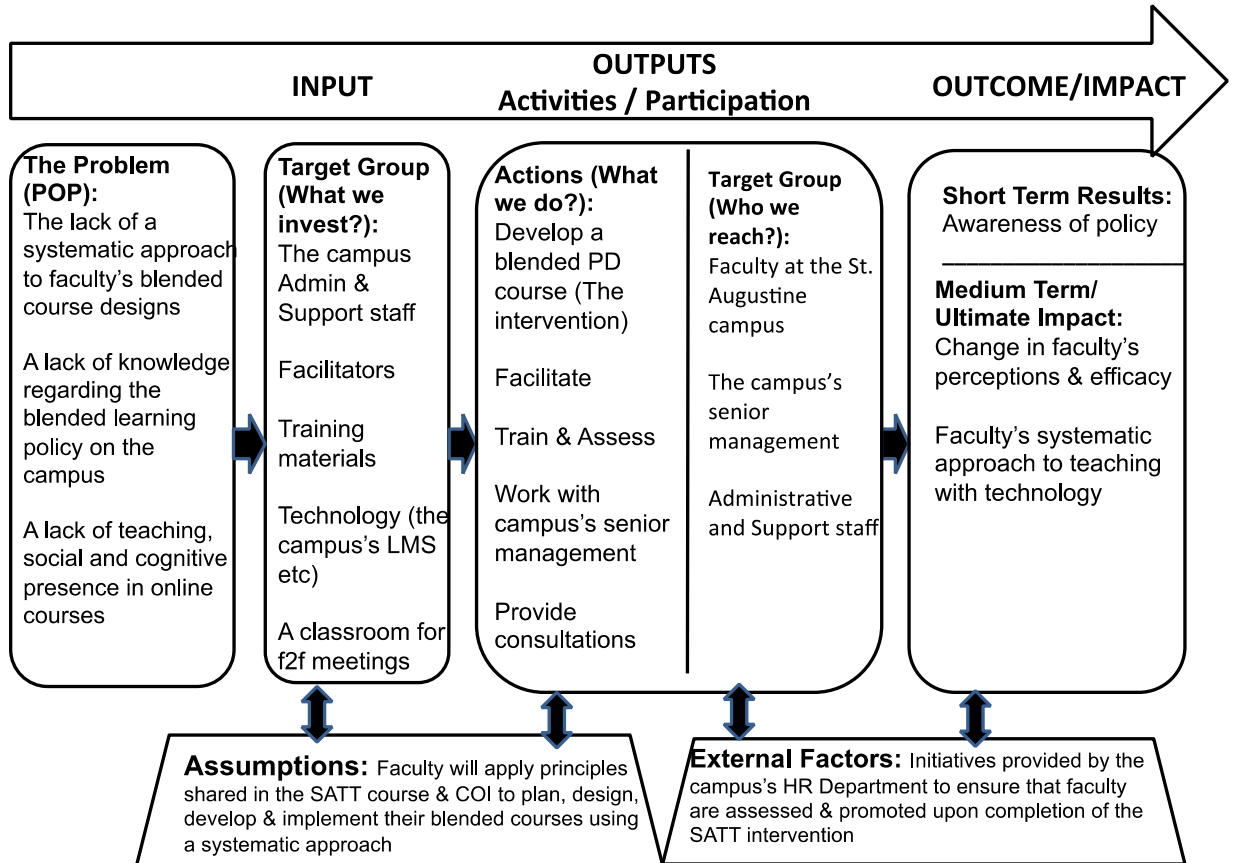 INPUT
OUTPUTS
Activities / Participation
OUTCOME/IMPACT
The Problem
(POP):
The lack of a
systematic approach
to faculty's blended
course designs
A lack of knowledge
regarding the
blended learning
policy on the
campus
A lack of teaching,
social and cognitive
presence in online
courses
Target Group
(What we
invest?):
The campus
Admin &
Support staff
Facilitators
Training
materials
Technology (the
campus's LMS
etc)
A classroom for
f2f meetings
Actions (What
we do?):
Develop a
blended PD
course (The
intervention)
Facilitate
Train & Assess
Work with
campus's senior
management
Provide
consultations
Target Group
(Who we
reach?):
Faculty at the St.
Augustine
campus
The campus's
senior
management
Administrative
and Support staff
Short Term Results:
Awareness of policy
Medium Term/
Ultimate Impact:
Change in faculty's
perceptions & efficacy
Faculty's systematic
approach to teaching
with technology
Assumptions: Faculty will apply principles
shared in the SATT course & COI to plan, design,
develop & implement their blended courses using
a systematic approach
External Factors: Initiatives provided by the
campus's HR Department to ensure that faculty
are assessed & promoted upon completion of the
SATT intervention